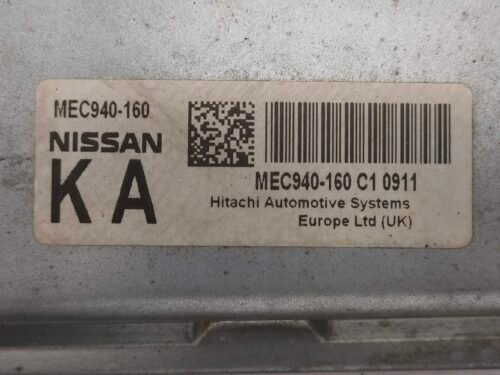 MEC940-160
NISSAN
KA
MEC940-160 C1 0911
Hitachi Automotive Systems
Europe Ltd (UK)